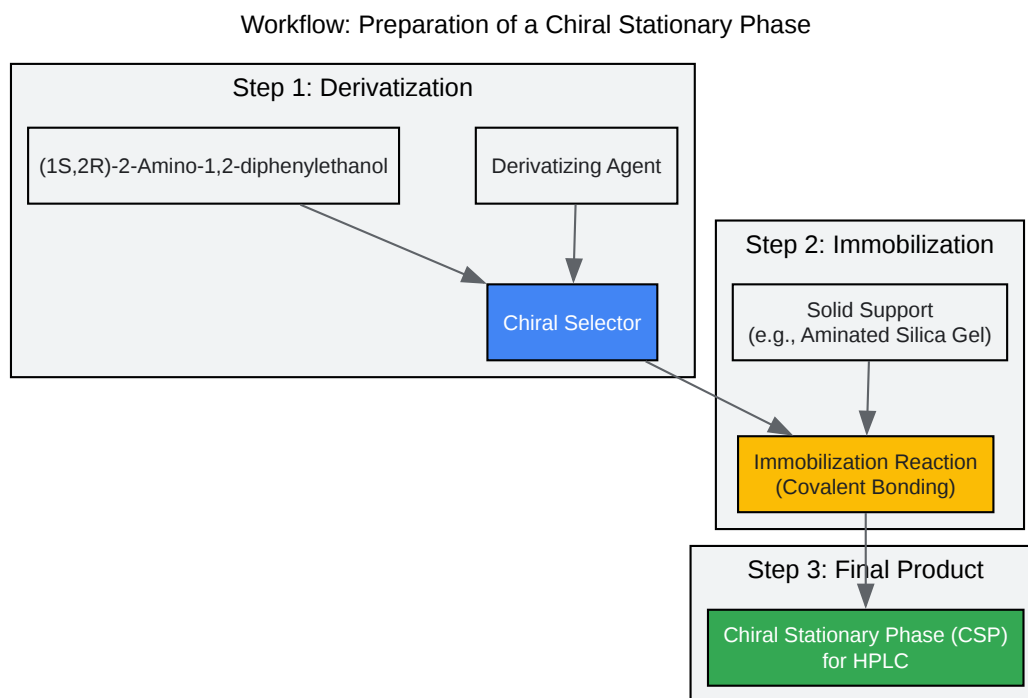 Workflow: Preparation of a Chiral Stationary Phase
Step 1: Derivatization
(1S,2R)-2-Amino-1,2-diphenylethanol
Derivatizing Agent
Chiral Selector
Step 2: Immobilization
Solid Support
(e.g., Aminated Silica Gel)
Immobilization Reaction
(Covalent Bonding)
Step 3: Final Product
Chiral Stationary Phase (CSP)
for HPLC